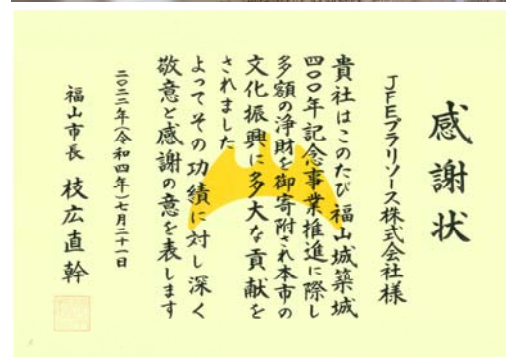 感謝状
JFEプラリソース株式会社様
貴社はこのたび福山城築城
四〇〇年記念事業推進に際し
多額の浄財を御寄附され本市の
文化振興に多大な貢献を
されました
よってその功績に対し深く
敬意と感謝の意を表します
二〇二二年(令和四年)七月二十一日
福山市長 枝広直幹